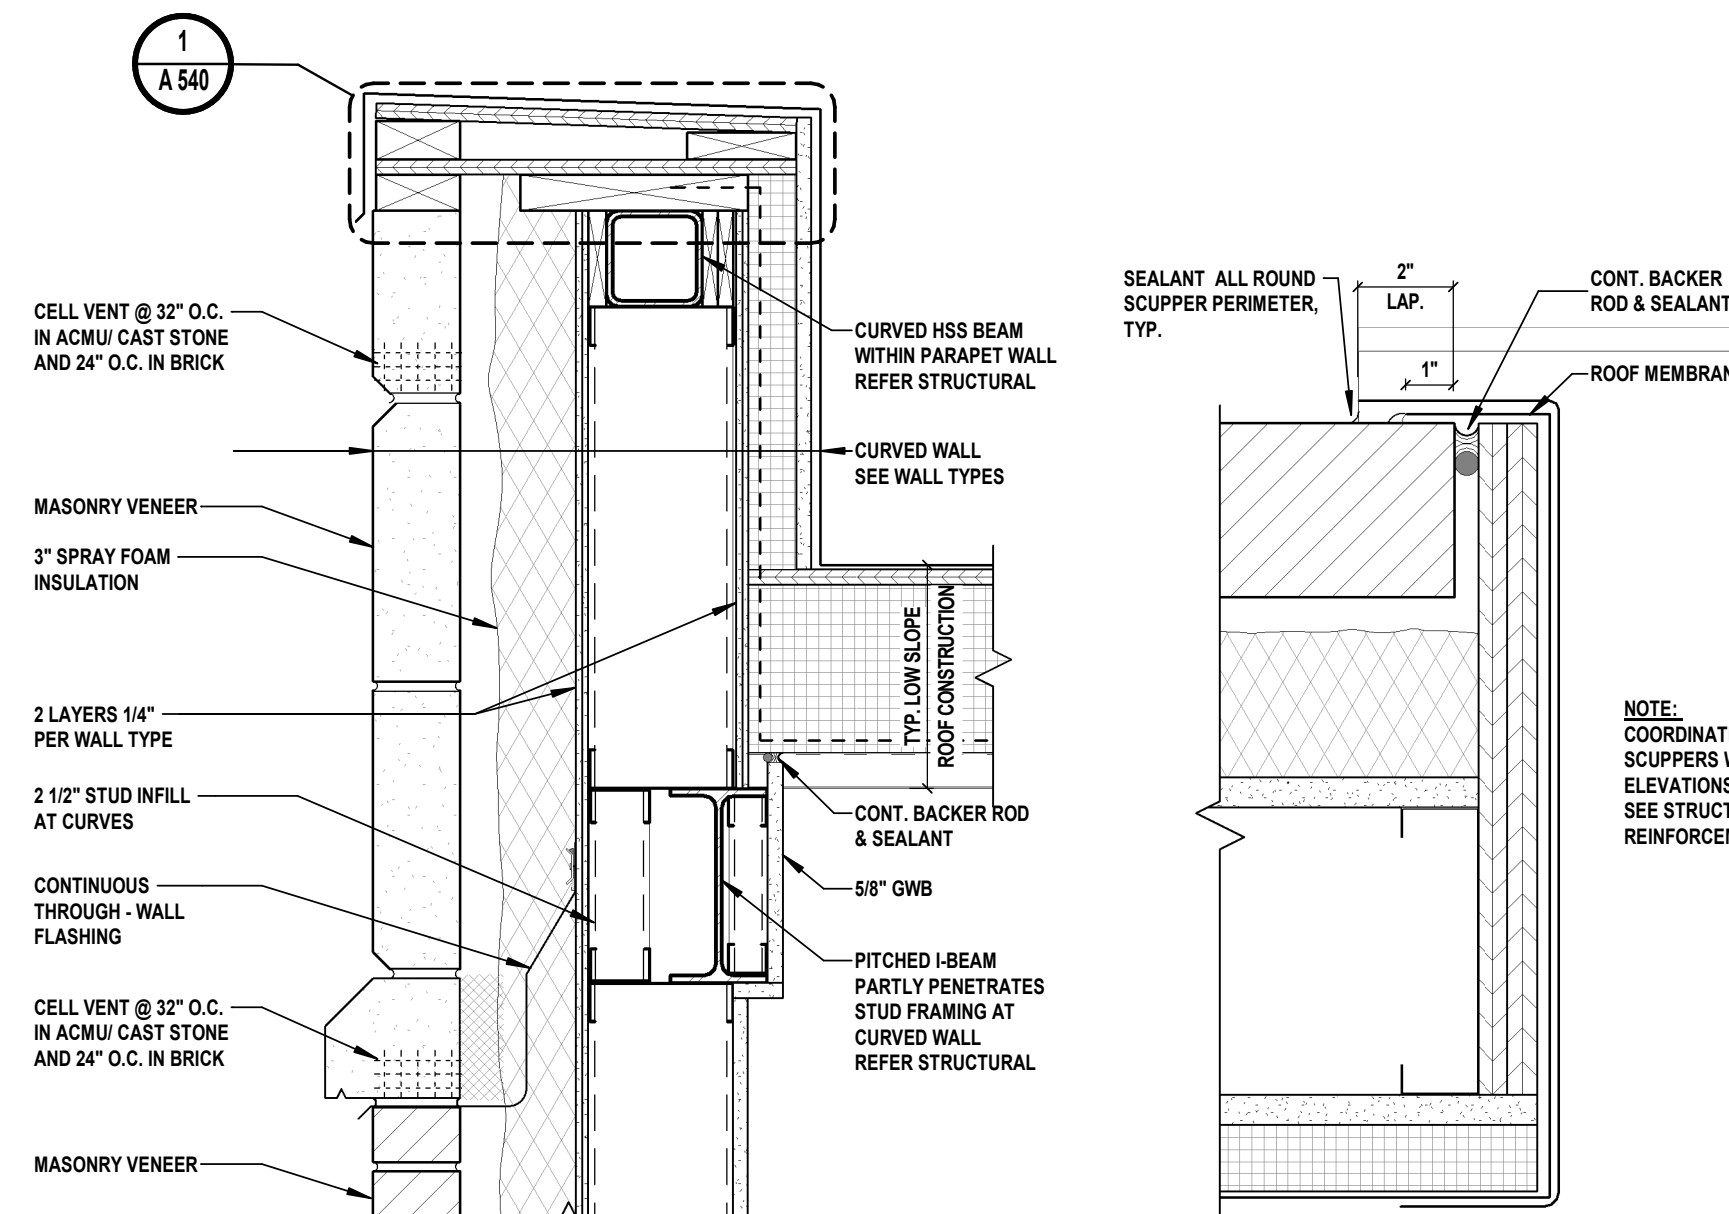 1
A 540
CELL VENT @ 32" O.C.
IN ACMU/ CAST STONE
AND 24" O.C. IN BRICK
MASONRY VENEER
3" SPRAY FOAM
INSULATION
2 LAYERS 1/4"
PER WALL TYPE
2 1/2" STUD INFILL
AT CURVES
CONTINUOUS
THROUGH - WALL
FLASHING
CELL VENT @ 32" O.C.
IN ACMU/ CAST STONE
AND 24" O.C. IN BRICK
MASONRY VENEER
CURVED HSS BEAM
WITHIN PARAPET WALL
REFER STRUCTURAL
CURVED WALL
SEE WALL TYPES
TYP. LOW SLOPE
ROOF CONSTRUCTION
CONT. BACKER ROD
& SEALANT
5/8" GWB
PITCHED I-BEAM
PARTLY PENETRATES
STUD FRAMING AT
CURVED WALL
REFER STRUCTURAL
SEALANT ALL ROUND
SCUPPER PERIMETER,
TYP.
2"
LAP.
1"
CONT. BACKER
ROD & SEALANT
ROOF MEMBRAN
NOTE:
COORDINAT
SCUPPERS W
ELEVATIONS
SEE STRUCT
REINFORCEN